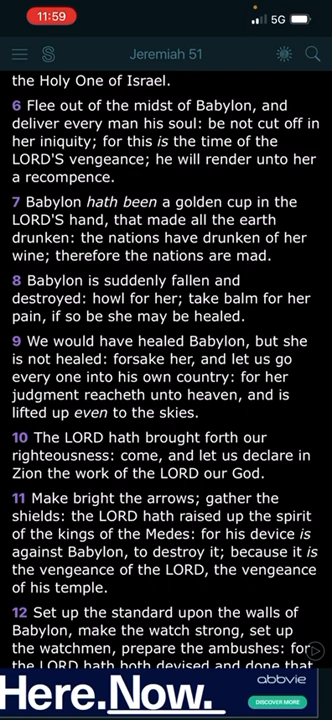 11:59
5G
Jeremiah 51
the Holy One of Israel.
6 Flee out of the midst of Babylon, and
deliver every man his soul: be not cut off in
her iniquity; for this is the time of the
LORD'S vengeance; he will render unto her
a recompence.
7 Babylon hath been a golden cup in the
LORD'S hand, that made all the earth
drunken: the nations have drunken of her
wine; therefore the nations are mad.
8 Babylon is suddenly fallen and
destroyed: howl for her; take balm for her
pain, if so be she may be healed.
9 We would have healed Babylon, but she
is not healed: forsake her, and let us go
every one into his own country: for her
judgment reacheth unto heaven, and is
lifted up even to the skies.
10 The LORD hath brought forth our
righteousness: come, and let us declare in
Zion the work of the LORD our God.
11 Make bright the arrows; gather the
shields: the LORD hath raised up the spirit
of the kings of the Medes: for his device is
against Babylon, to destroy it; because it is
the vengeance of the LORD, the vengeance
of his temple.
12 Set up the standard upon the walls of
Babylon, make the watch strong, set up
the watchmen, prepare the ambushes: for
the LORD hath both devised and done that
Here. Now.
abbvie
DISCOVER MORE